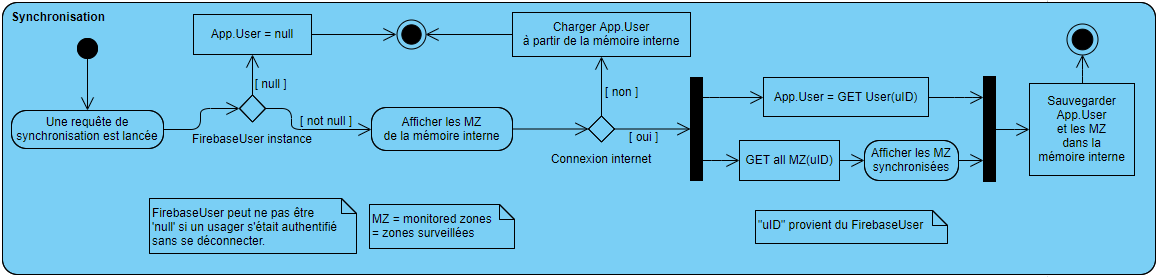 Synchronisation
Une requête de
synchronisation est lancée
App.User = null
[ null ]
FirebaseUser instance
[ not null ]
Afficher les MZ
de la mémoire interne
Charger App.User
à partir de la mémoire interne
[ non ]
Connexion internet
[ oui ]
App.User = GET User(uID)
GET all MZ(uID)
Afficher les MZ
synchronisées
Sauvegarder
App.User
et les MZ
dans la
mémoire interne
FirebaseUser peut ne pas être
'null' si un usager s'était authentifié
sans se déconnecter.
MZ = monitored zones
= zones surveillées
"uID" provient du FirebaseUser